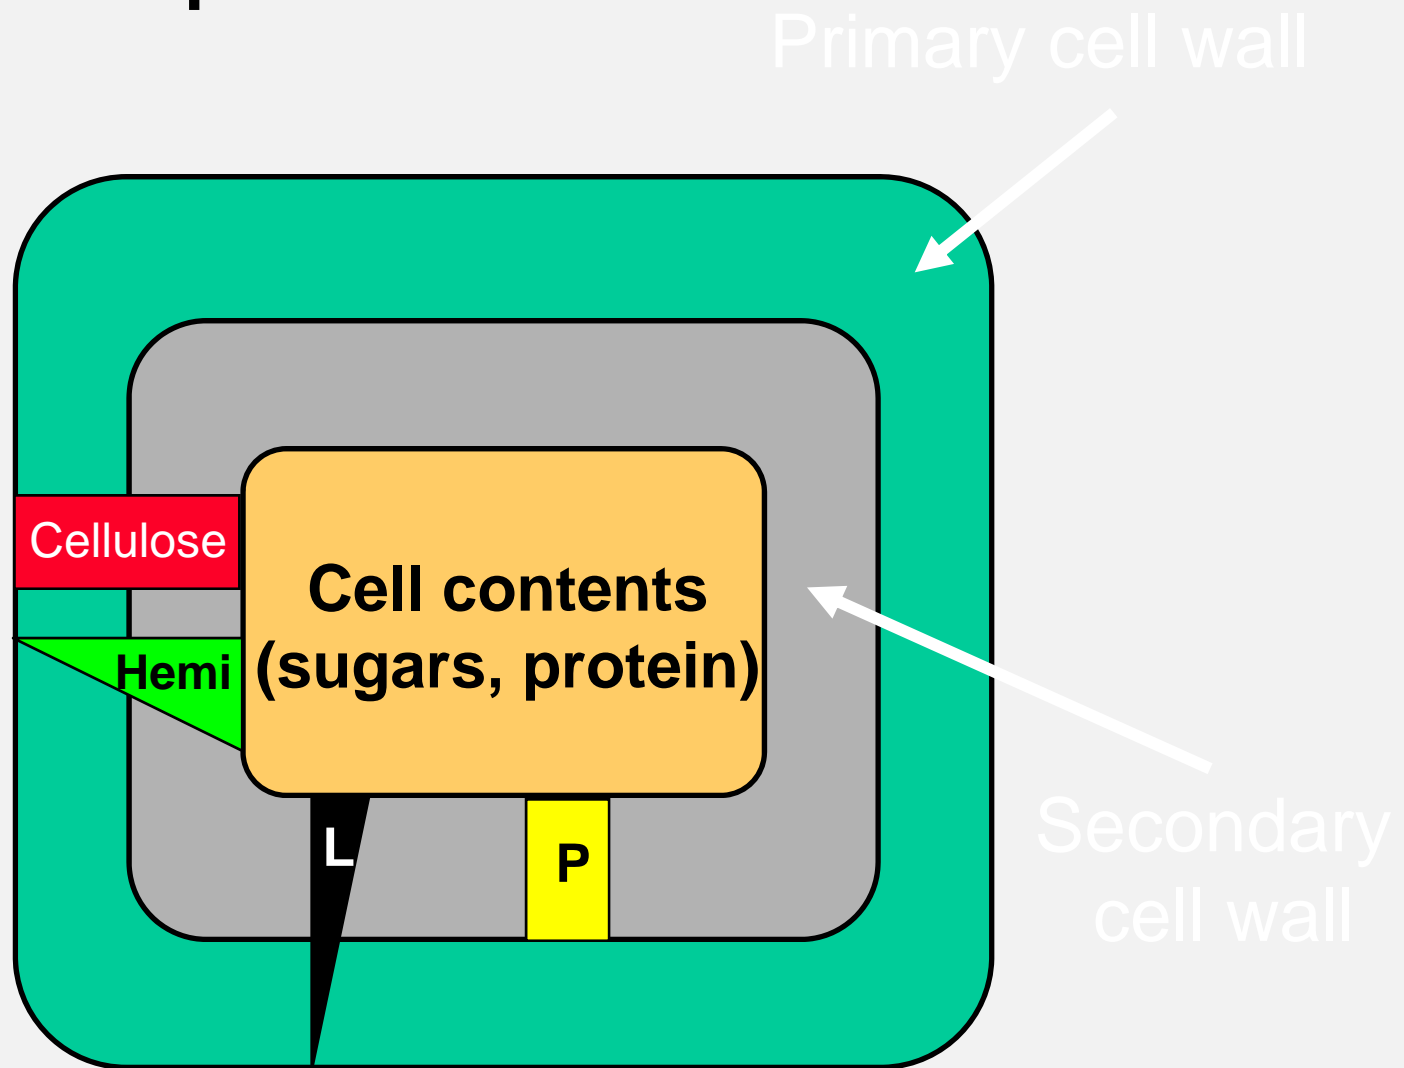 Primary cell wall
Cellulose
Cell contents
Hemi
(sugars, protein)
L
P
Secondary
cell wall